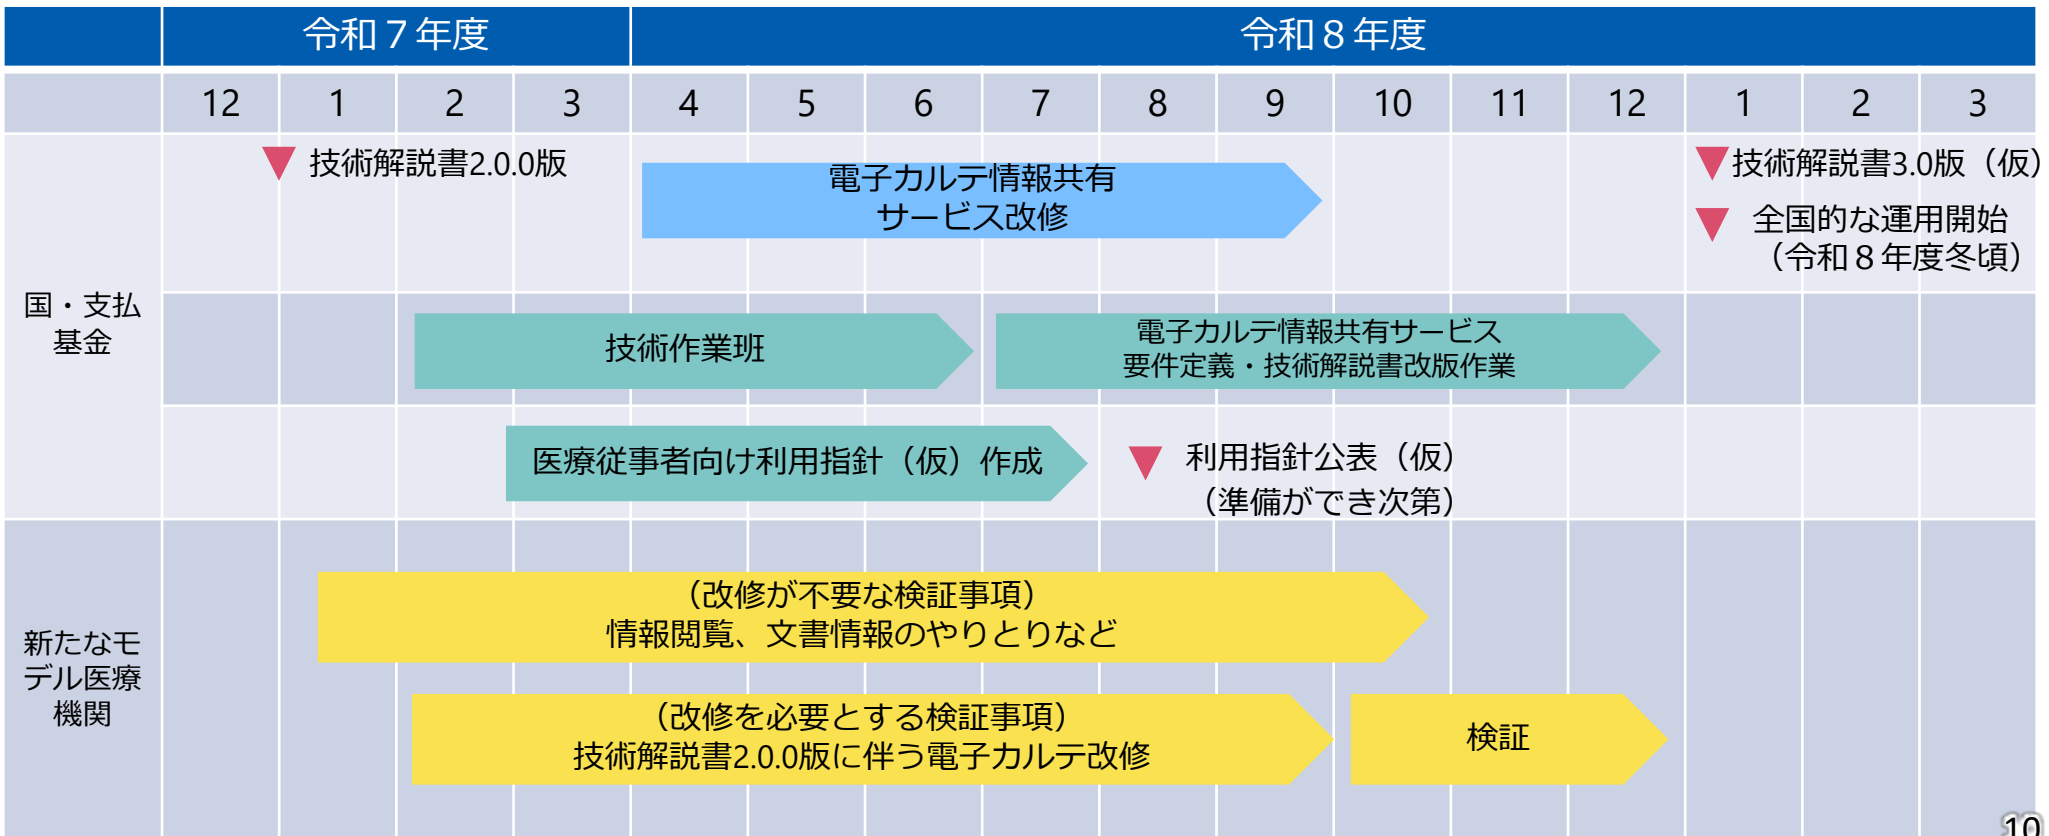 令和７年度
令和８年度
12 1 2 3 4 5 6 7 8 9 10 11 12 1 2 3
国・支払
基金
技術解説書2.0.0版
電子カルテ情報共有
サービス改修
技術解説書3.0版（仮）
全国的な運用開始
（令和８年度冬頃）
技術作業班
電子カルテ情報共有サービス
要件定義・技術解説書改版作業
医療従事者向け利用指針（仮）作成
利用指針公表（仮）
（準備ができ次第）
新たなモ
デル医療
機関
（改修が不要な検証事項）
情報閲覧、文書情報のやりとりなど
（改修を必要とする検証事項）
技術解説書2.0.0版に伴う電子カルテ改修
検証
10